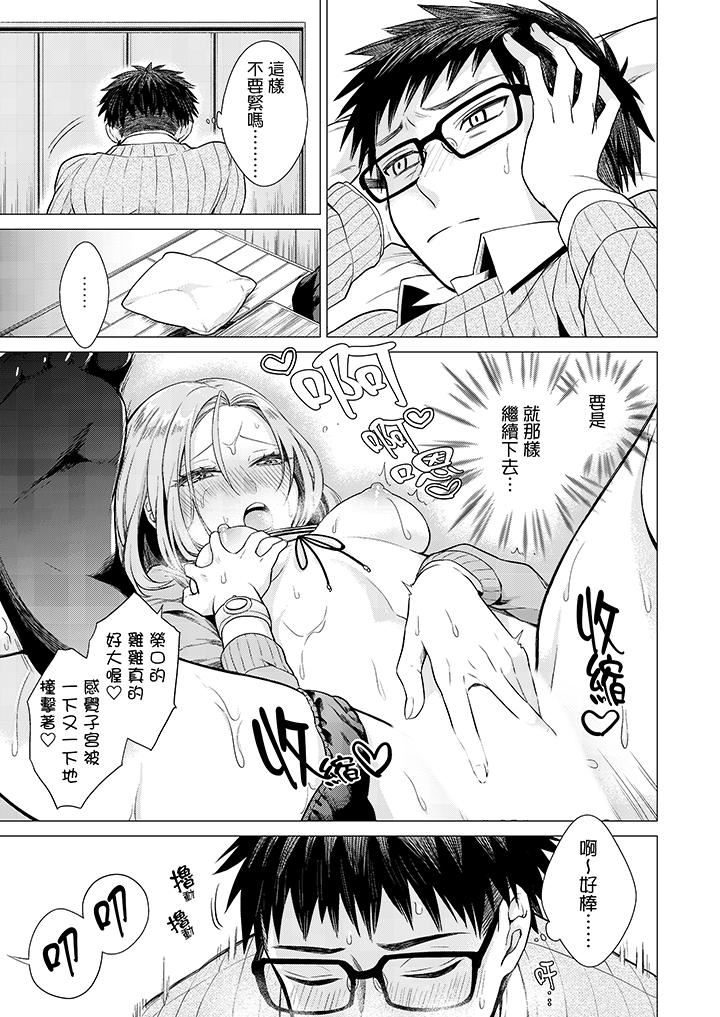 這樣
不要緊嗎………
……
要是
就那樣
繼續下去…
啊
啊
嗯
收縮♡
收縮♡
榮口的
雞雞真的
好大喔♡
感覺子宮被
一下又一下地
撞擊著♡
啊～好棒……
吁…
擼動
擼動
叩
叩